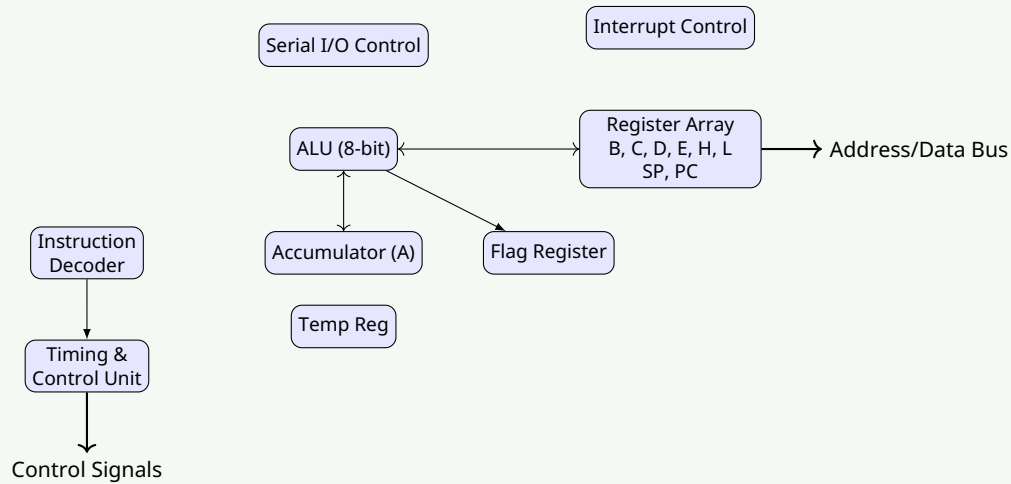 Serial I/O Control
Interrupt Control
ALU (8-bit)
Register Array
B, C, D, E, H, L
SP, PC
Address/Data Bus
Instruction
Decoder
Accumulator (A)
Flag Register
Temp Reg
Timing &
Control Unit
Control Signals